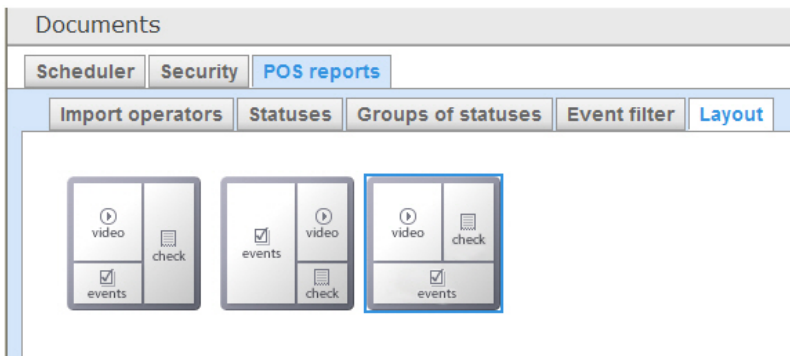 Documents
Scheduler Security POS reports
Import operators Statuses Groups of statuses Event filter Layout
video check events
events video check
video check events